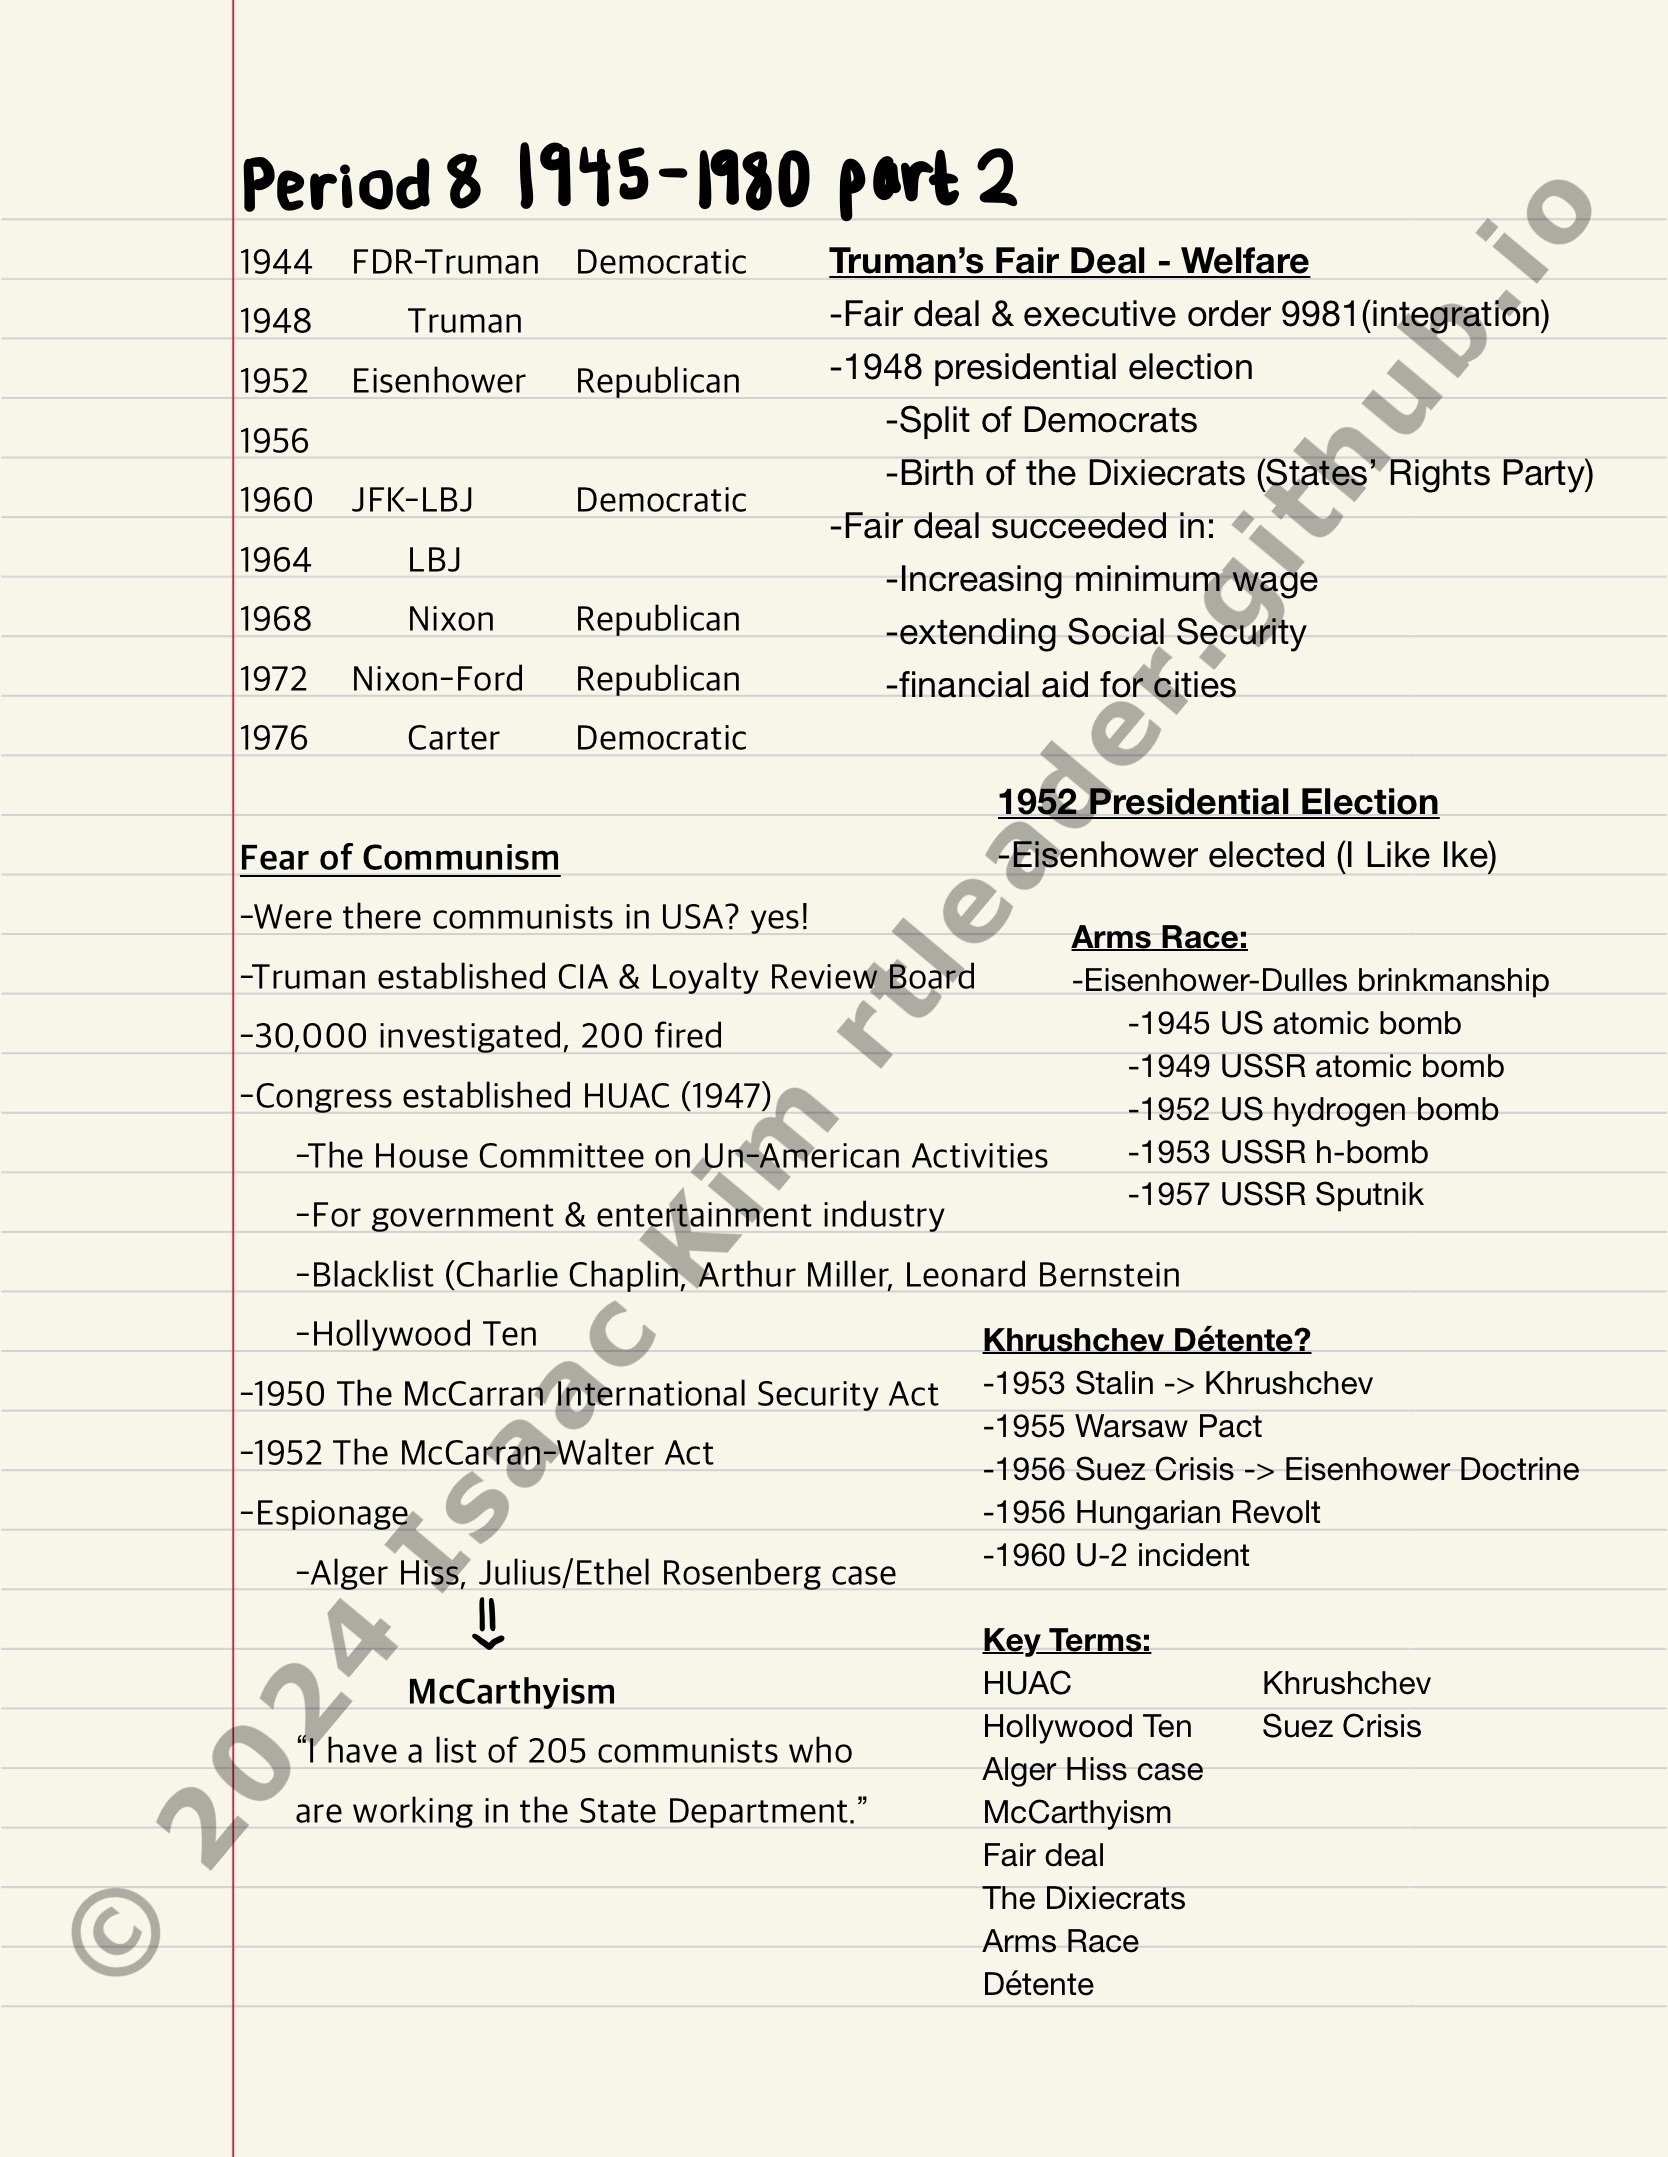 Period 8 1945-1980 part 2
1944 FDR-Truman Democratic
1948 Truman
1952 Eisenhower Republican
1956
1960 JFK-LBJ Democratic
1964 LBJ
1968 Nixon Republican
1972 Nixon-Ford Republican
1976 Carter Democratic
Truman's Fair Deal - Welfare
-Fair deal & executive order 9981(integration)
-1948 presidential election
-Split of Democrats
-Birth of the Dixiecrats (States' Rights Party)
-Fair deal succeeded in:
-Increasing minimum wage
-extending Social Security
-financial aid for cities
1952 Presidential Election
-Eisenhower elected (I Like Ike)
Fear of Communism
-Were there communists in USA? yes!
-Truman established CIA & Loyalty Review Board
-30,000 investigated, 200 fired
-Congress established HUAC (1947)
-The House Committee on Un-American Activities
-For government & entertainment industry
-Blacklist (Charlie Chaplin, Arthur Miller, Leonard Bernstein
-Hollywood Ten
-1950 The McCarran International Security Act
-1952 The McCarran-Walter Act
-Espionage
-Alger Hiss, Julius/Ethel Rosenberg case
McCarthyism
“I have a list of 205 communists who
are working in the State Department.”
Arms Race:
-Eisenhower-Dulles brinkmanship
-1945 US atomic bomb
-1949 USSR atomic bomb
-1952 US hydrogen bomb
-1953 USSR h-bomb
-1957 USSR Sputnik
Khrushchev Détente?
-1953 Stalin -> Khrushchev
-1955 Warsaw Pact
-1956 Suez Crisis -> Eisenhower Doctrine
-1956 Hungarian Revolt
-1960 U-2 incident
Key Terms:
HUAC Khrushchev
Hollywood Ten Suez Crisis
Alger Hiss case
McCarthyism
Fair deal
The Dixiecrats
Arms Race
Détente
© 2024 Isaac Kim rtleader.github.io